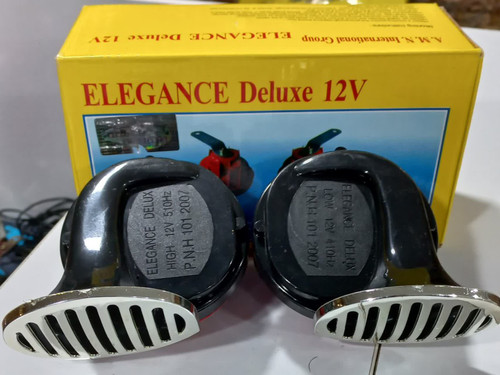 A.M.N. International Group
ELEGANCE Deluxe 12V
ELEGANCE Deluxe 12V
ELEGANCE DELUX
HIGH 12V 510Hz
P.N.H 101 2007
ELEGANCE DELUX
LOW 12V 410Hz
P.N.H 101 2007